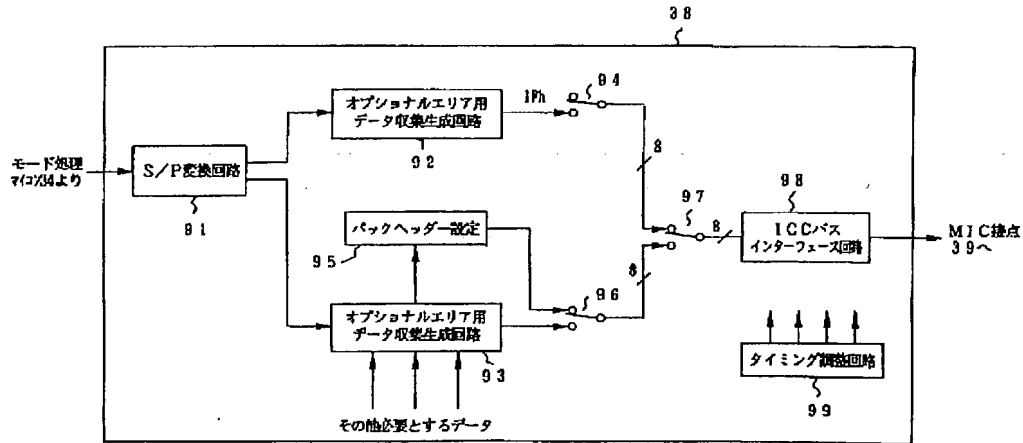 38
オプショナルエリア用
データ収集生成回路
92
1Fh
94
8
モード処理
マイコン34より
S/P変換回路
91
パックヘッダー設定
95
97
8
98
ICCバス
インターフェース回路
MIC接点
39へ
8
96
オプショナルエリア用
データ収集生成回路
93
タイミング調整回路
99
その他必要とするデータ